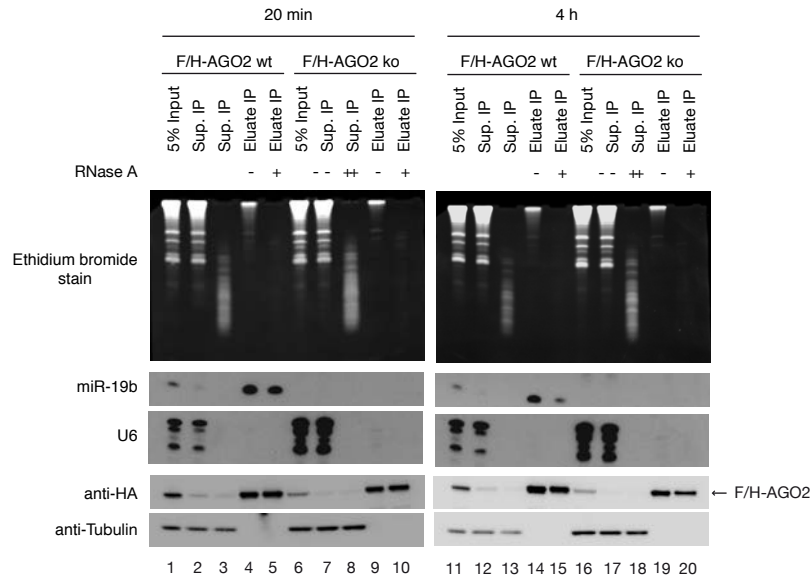 20 min 4 h
F/H-AGO2 wt F/H-AGO2 ko F/H-AGO2 wt F/H-AGO2 ko
5% Input Sup. IP Sup. IP Eluate IP Eluate IP 5% Input Sup. IP Sup. IP Eluate IP Eluate IP 5% Input Sup. IP Sup. IP Eluate IP Eluate IP 5% Input Sup. IP Sup. IP Eluate IP Eluate IP
RNase A - + - - ++ - + - + - - ++ - +
Ethidium bromide
stain
miR-19b
U6
anti-HA ← F/H-AGO2
anti-Tubulin
1 2 3 4 5 6 7 8 9 10 11 12 13 14 15 16 17 18 19 20